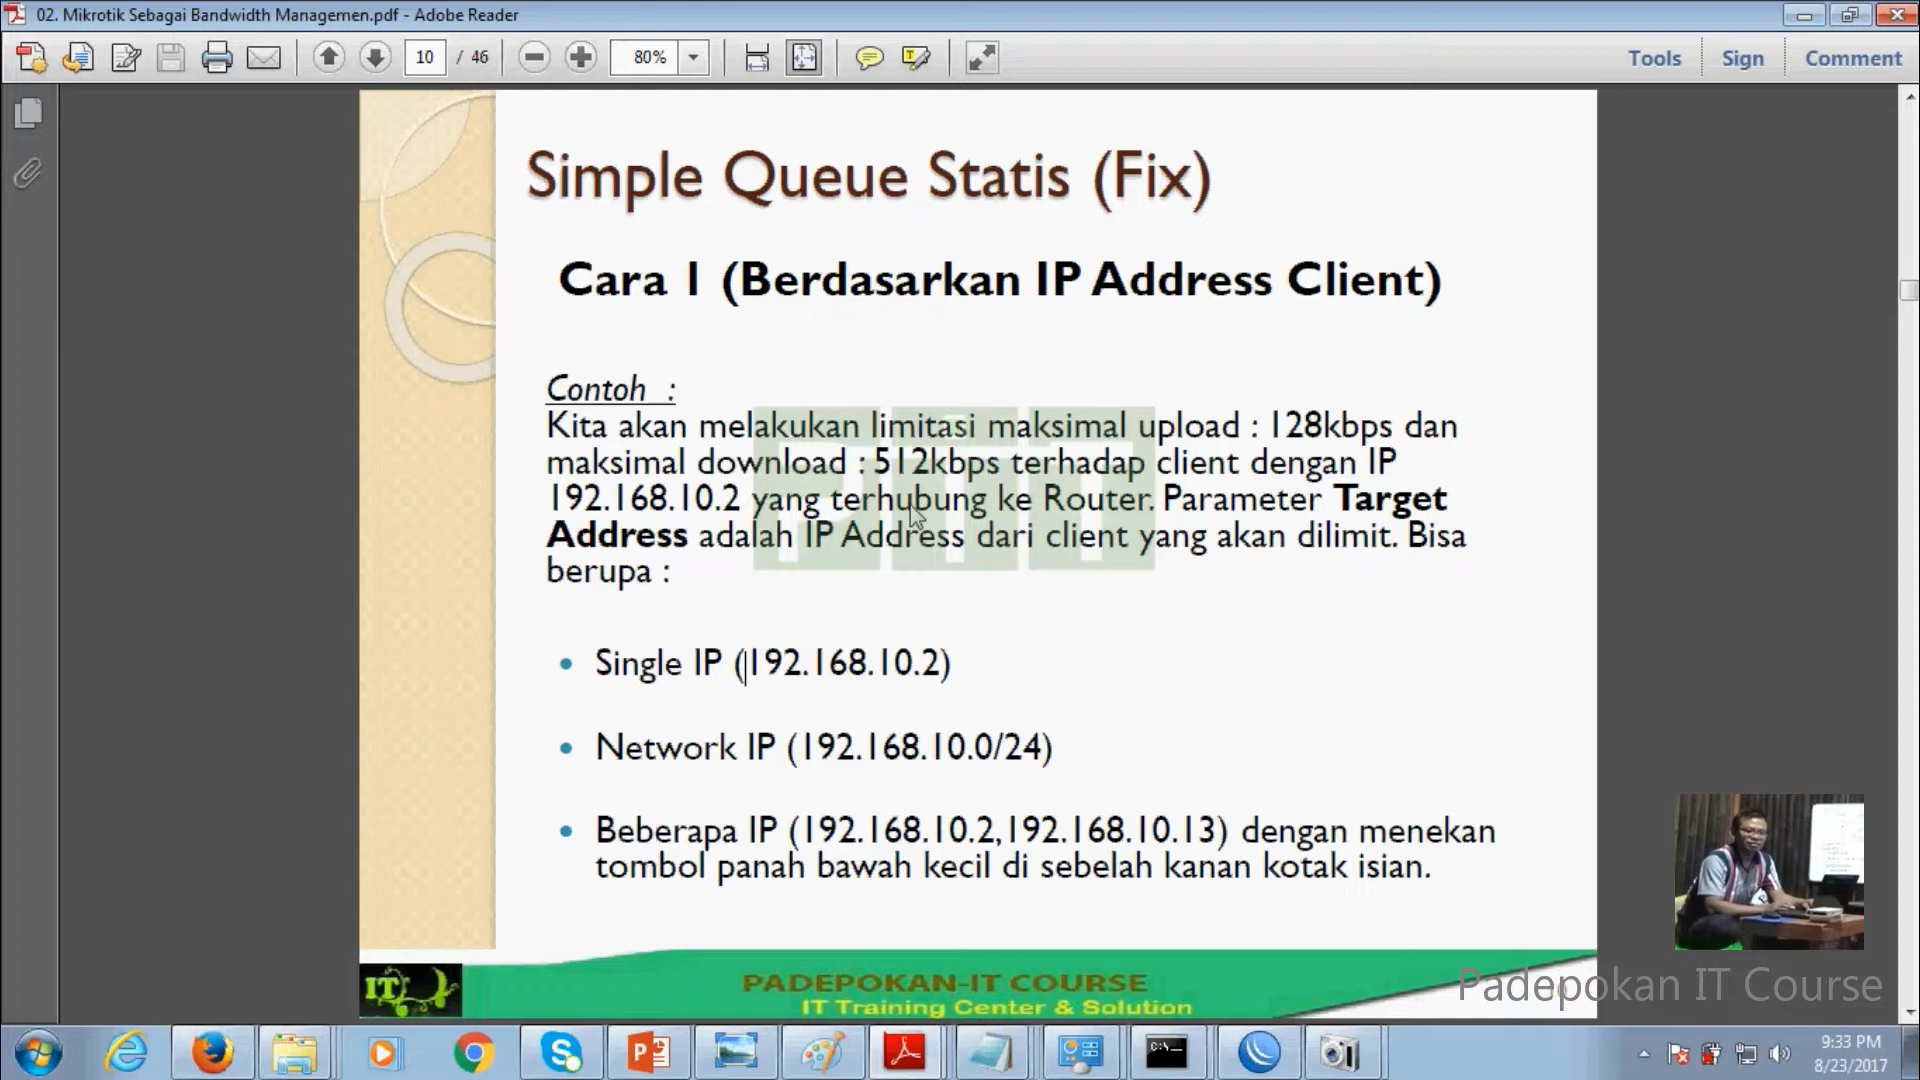 02. Mikrotik Sebagai Bandwidth Managemen.pdf - Adobe Reader
10 / 46
80%
Tools
Sign
Comment
Simple Queue Statis (Fix)
Cara 1 (Berdasarkan IP Address Client)
Contoh :
Kita akan melakukan limitasi maksimal upload : 128kbps dan
maksimal download : 512kbps terhadap client dengan IP
192.168.10.2 yang terhubung ke Router. Parameter Target
Address adalah IP Address dari client yang akan dilimit. Bisa
berupa :
• Single IP (192.168.10.2)
• Network IP (192.168.10.0/24)
• Beberapa IP (192.168.10.2,192.168.10.13) dengan menekan
tombol panah bawah kecil di sebelah kanan kotak isian.
PIIT
IT
PADEPOKAN-IT COURSE
IT Training Center & Solution
Padepokan IT Course
9:33 PM
8/23/2017